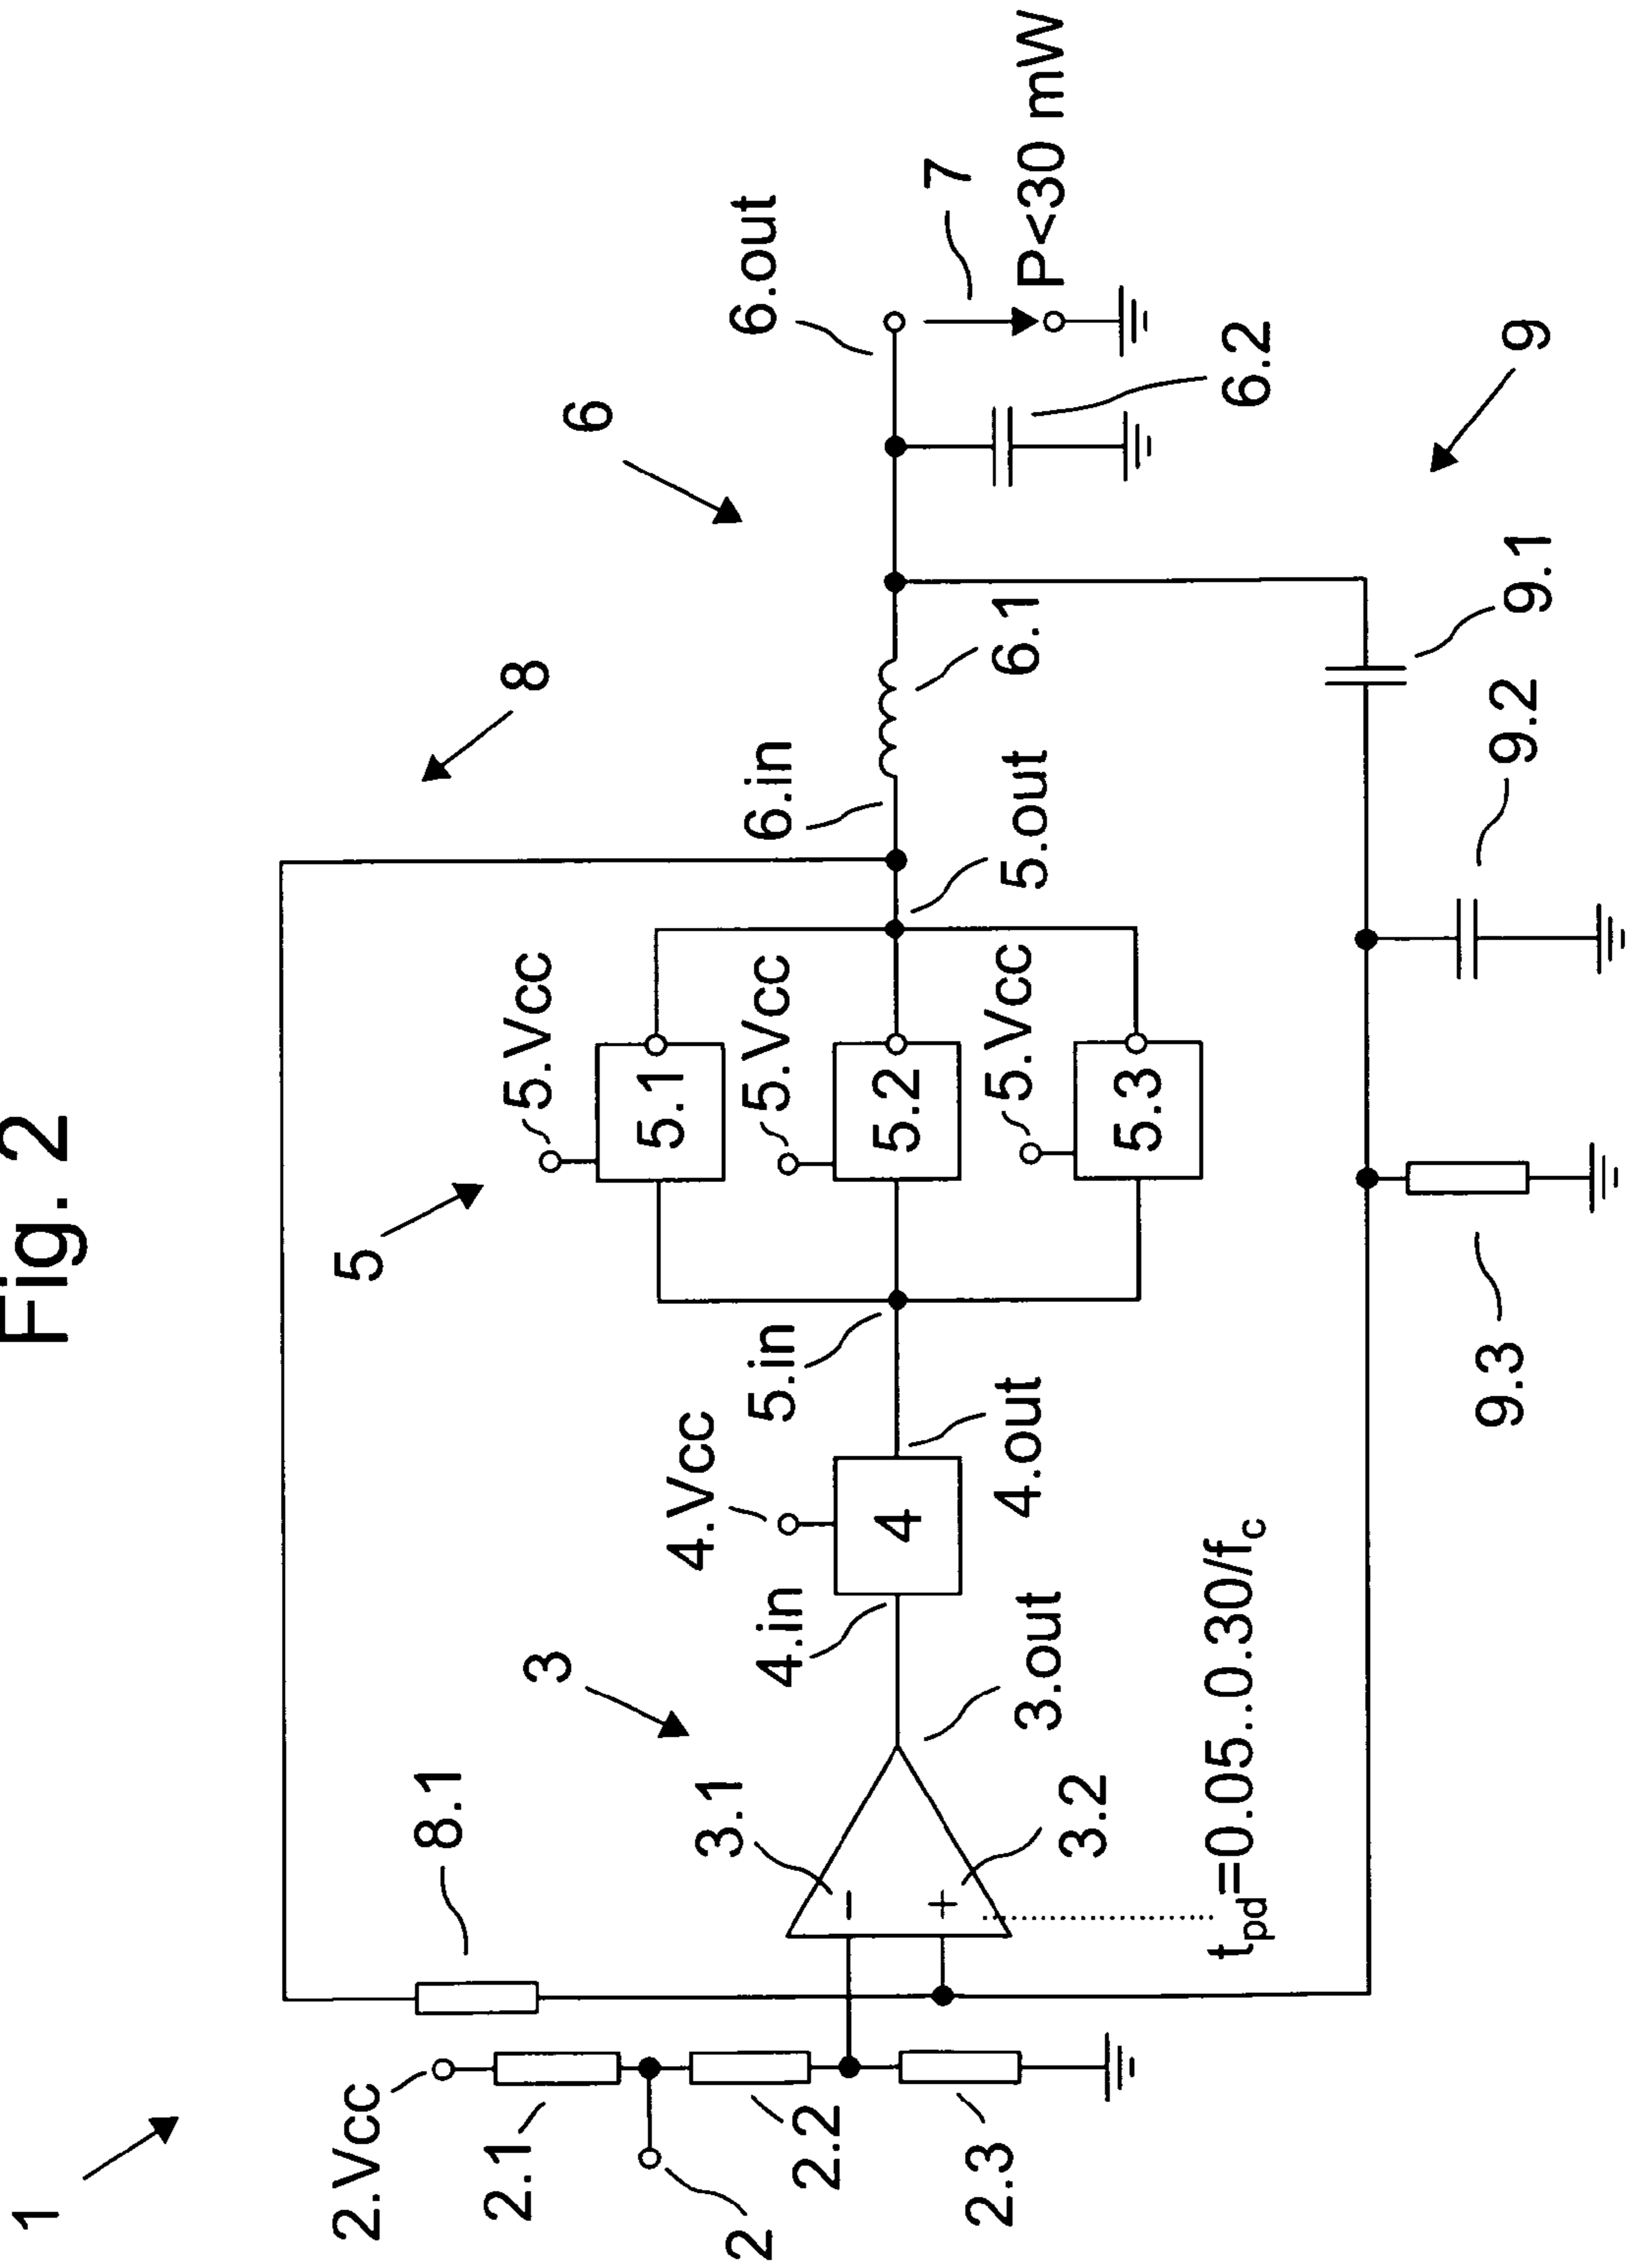 Fig. 2
1
2.Vcc
2.1
2
2.2
2.3
8.1
3
3.1
3.2
3.out
t_pd=0.05...0.30/f_c
4.in
4.Vcc
4
4.out
5
5.in
5.Vcc
5.1
5.Vcc
5.2
5.Vcc
5.3
5.out
8
6.in
6.1
6
6.out
7
P<30 mW
6.2
9
9.1
9.2
9.3